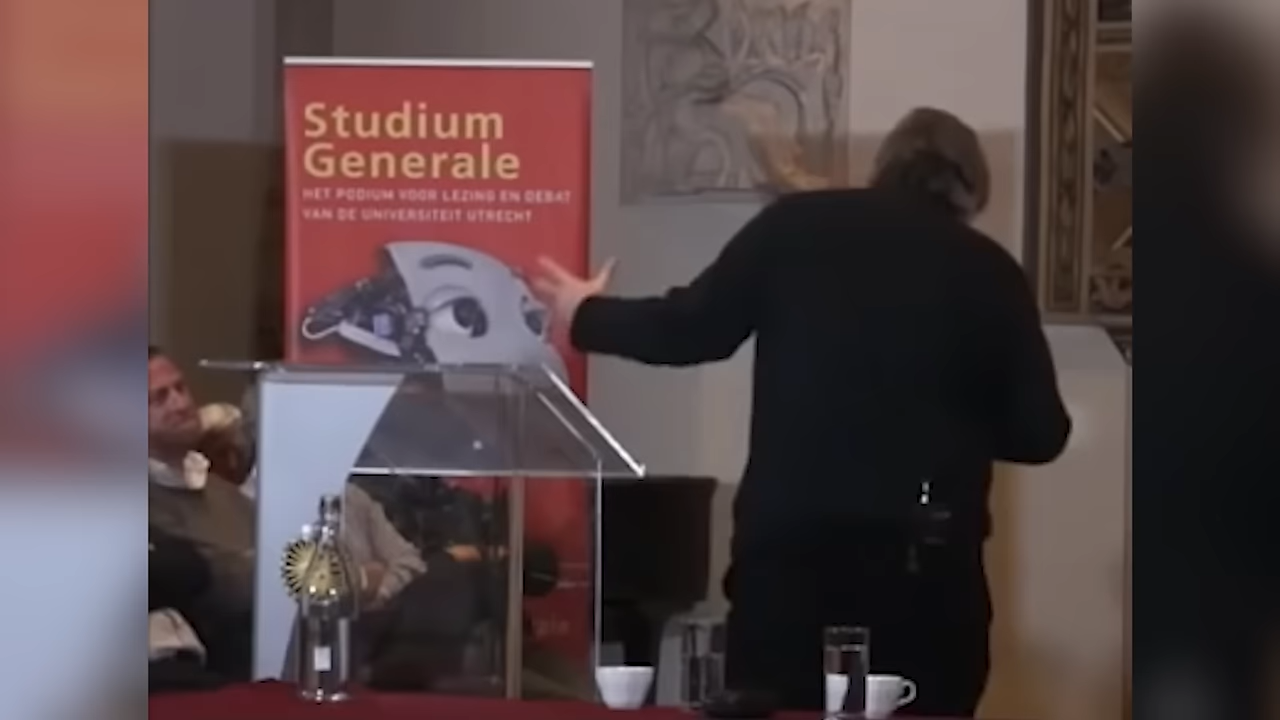 Studium
Generale
HET PODIUM VOOR LEZING EN DEBAT
VAN DE UNIVERSITEIT UTRECHT